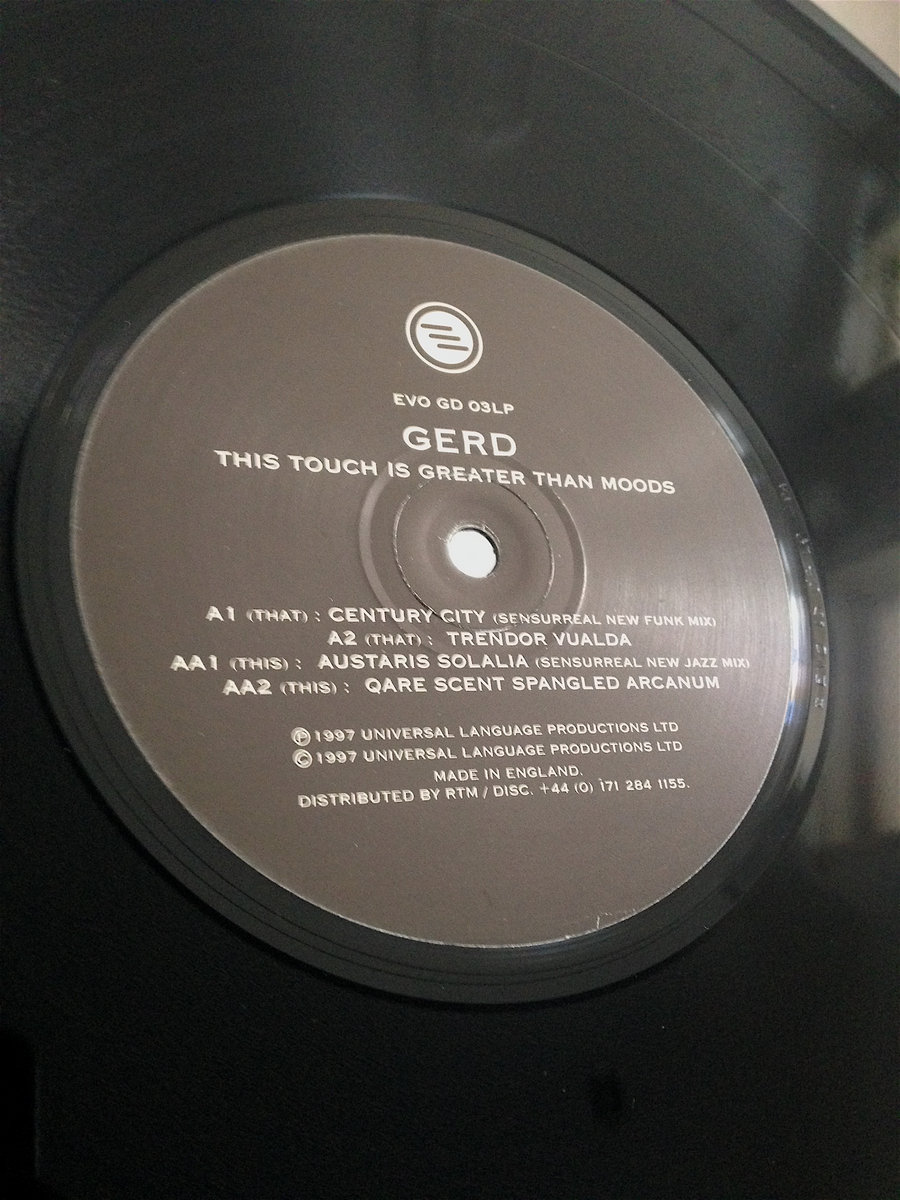 EVO GD 03LP
GERD
THIS TOUCH IS GREATER THAN MOODS
A1 (THAT) : CENTURY CITY (SENSURREAL NEW FUNK MIX)
A2 (THAT) : TRENDOR VUALDA
AA1 (THIS) : AUSTARIS SOLALIA (SENSURREAL NEW JAZZ MIX)
AA2 (THIS) : QARE SCENT SPANGLED ARCANUM
Ⓟ 1997 UNIVERSAL LANGUAGE PRODUCTIONS LTD
© 1997 UNIVERSAL LANGUAGE PRODUCTIONS LTD
MADE IN ENGLAND.
DISTRIBUTED BY RTM / DISC. +44 (0) 171 284 1155.